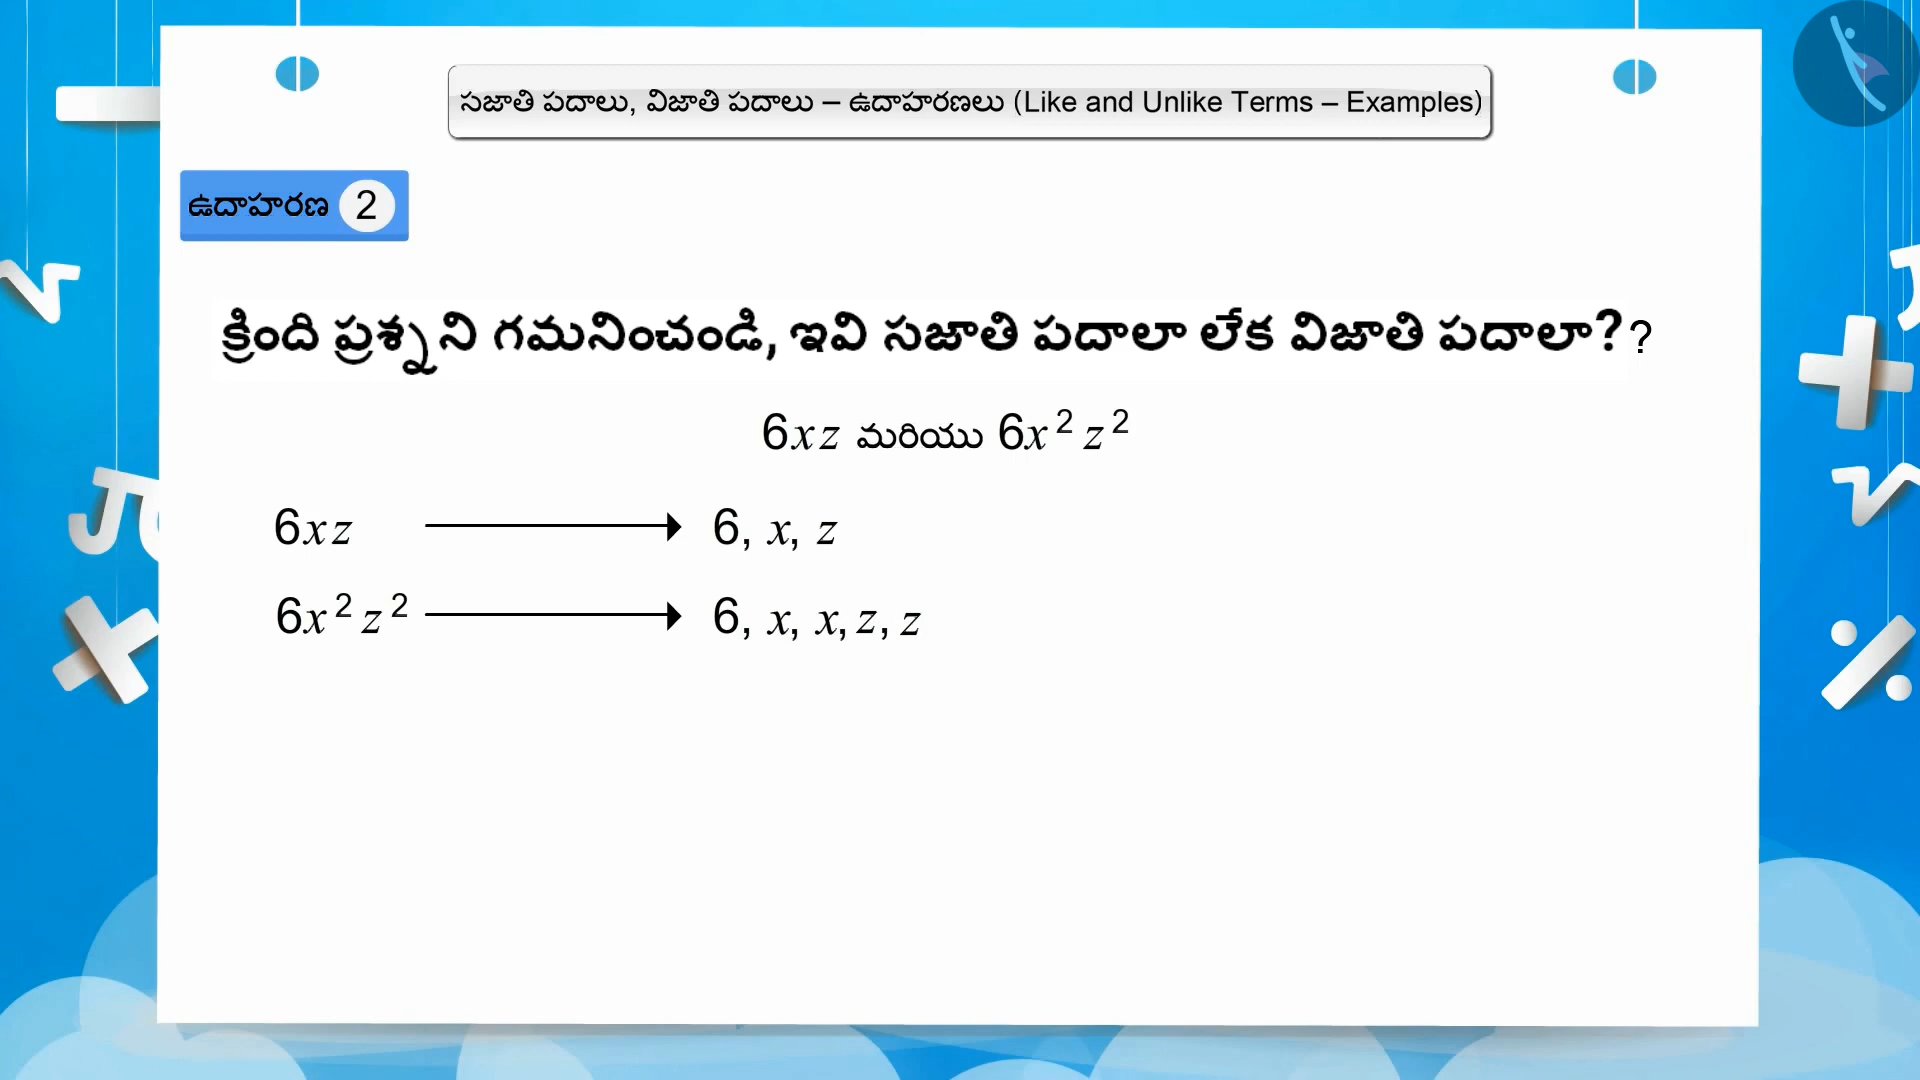 సజాతి పదాలు, విజాతి పదాలు – ఉదాహరణలు (Like and Unlike Terms – Examples)
ఉదాహరణ 2
క్రింది ప్రశ్నని గమనించండి, ఇవి సజాతి పదాలా లేక విజాతి పదాలా??
6xz మరియు 6x²z²
6xz → 6, x, z
6x²z² → 6, x, x, z, z